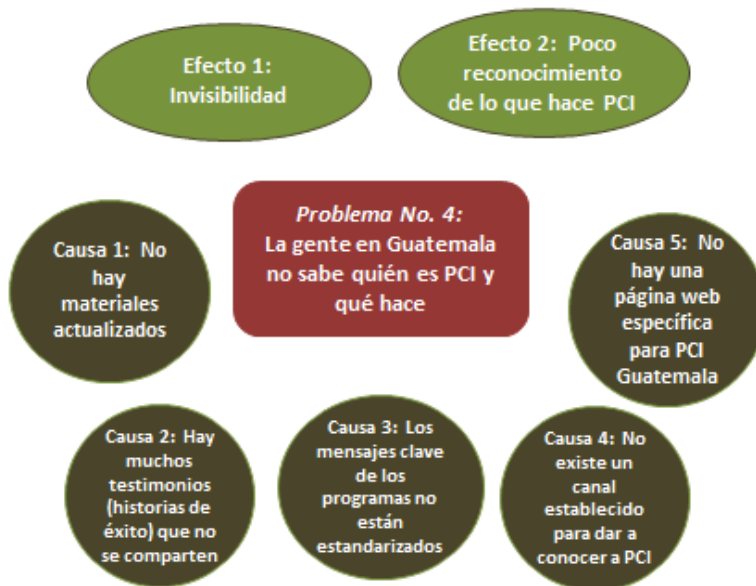 Efecto 1:
Invisibilidad
Efecto 2: Poco
reconocimiento
de lo que hace PCI
Problema No. 4:
La gente en Guatemala
no sabe quién es PCI y
qué hace
Causa 1: No
hay
materiales
actualizados
Causa 5: No
hay una
página web
específica
para PCI
Guatemala
Causa 2: Hay
muchos
testimonios
(historias de
éxito) que no
se comparten
Causa 3: Los
mensajes clave
de los
programas no
están
estandarizados
Causa 4: No
existe un
canal
establecido
para dar a
conocer a PCI